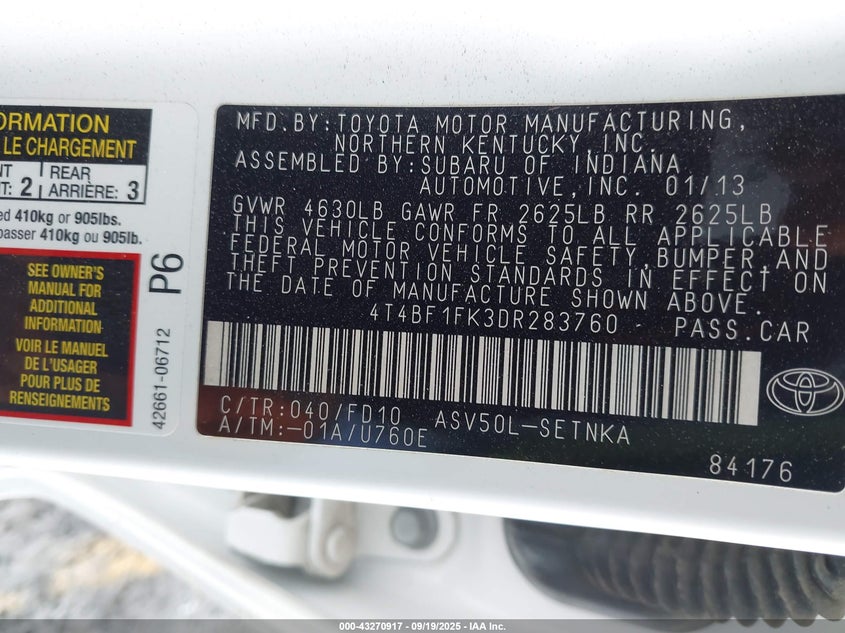 ORMATION
LE CHARGEMENT
NT: 2
REAR
ARRIÈRE: 3
ed 410kg or 905lbs.
passer 410kg ou 905lb.
SEE OWNER'S
MANUAL FOR
ADDITIONAL
INFORMATION
VOIR LE MANUEL
DE L'USAGER
POUR PLUS DE
RENSEIGNEMENTS
P6
42661-06712
MFD.BY:TOYOTA MOTOR MANUFACTURING,
NORTHERN KENTUCKY,INC.
ASSEMBLED BY:SUBARU OF INDIANA
AUTOMOTIVE,INC. 01/13
GVWR 4630LB GAWR FR 2625LB RR 2625LB
THIS VEHICLE CONFORMS TO ALL APPLICABLE
FEDERAL MOTOR VEHICLE SAFETY,BUMPER,AND
THEFT PREVENTION STANDARDS IN EFFECT ON
THE DATE OF MANUFACTURE SHOWN ABOVE.
4T4BF1FK3DR283760 PASS.CAR
C/TR:040/FD10 ASV50L-SETNKA
A/TM:-01A/U760E
84176
000-43270917 - 09/19/2025 - IAA Inc.